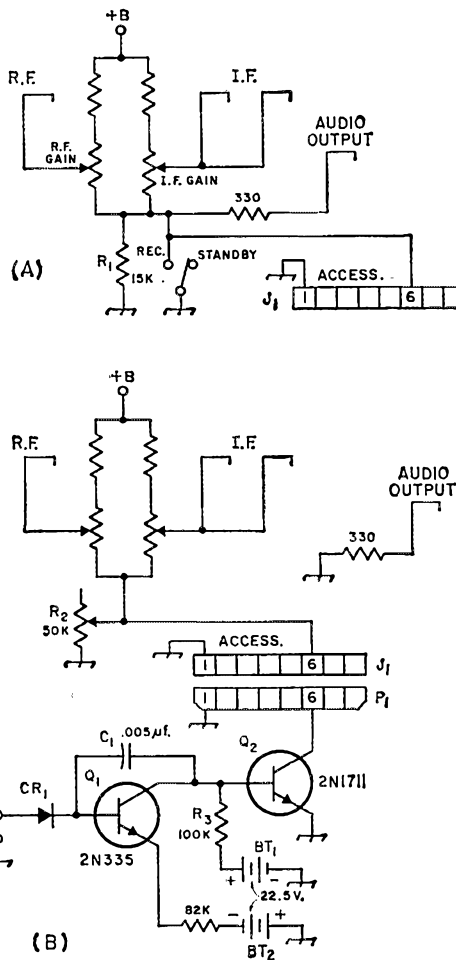 +B
R.F.
I.F.
R.F. GAIN
I.F. GAIN
AUDIO OUTPUT
330
(A)
R1
15K
REC.
STANDBY
ACCESS.
J1
1
6
+B
R.F.
I.F.
AUDIO OUTPUT
330
R2
50K
ACCESS.
1
6
J1
1
6
P1
C1 .005µf.
Q1
Q2
CR1
2N1711
R3
100K
2N335
BT1
+ -
22.5V.
82K
- +
BT2
(B)